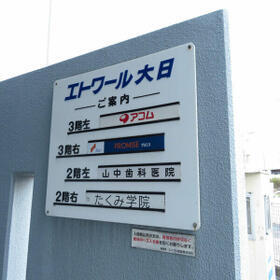 エトワール大日
ご案内
3階左 アコム
3階右 PROMISE
2階左 山中歯科医院
2階右 たくみ学院